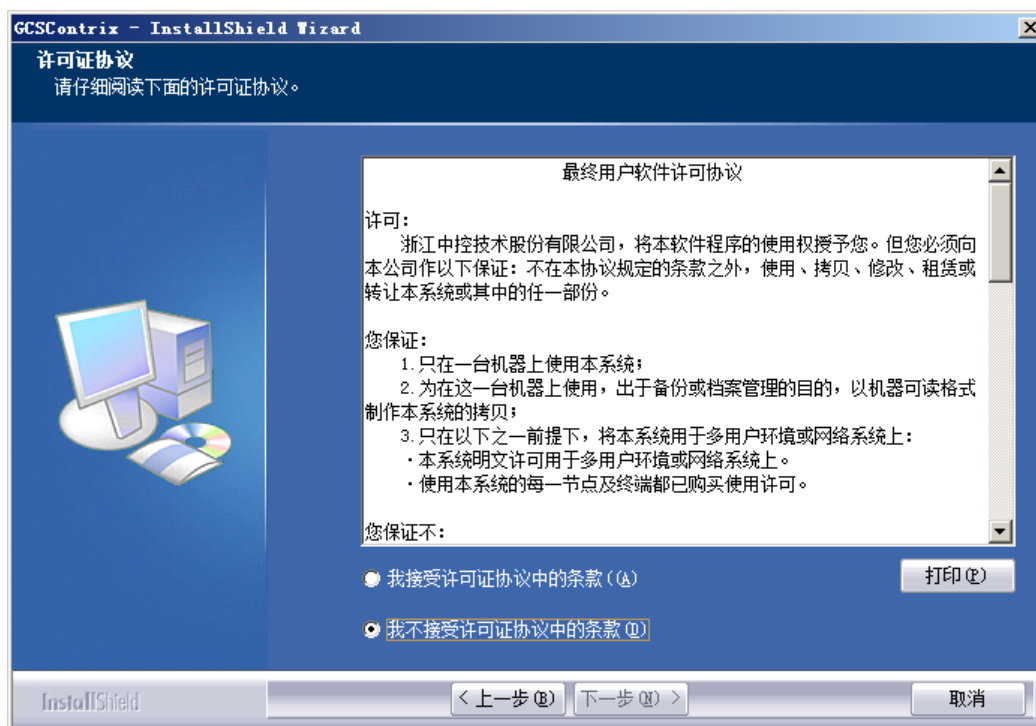 GCSContrix - InstallShield Wizard
许可证协议
请仔细阅读下面的许可证协议。
最终用户软件许可协议
许可:
浙江中控技术股份有限公司，将本软件程序的使用权授予您。但您必须向
本公司作以下保证：不在本协议规定的条款之外，使用、拷贝、修改、租赁或
转让本系统或其中的任一部份。
您保证:
1.只在一台机器上使用本系统；
2.为在这一台机器上使用，出于备份或档案管理的目的，以机器可读格式
制作本系统的拷贝；
3.只在以下之一前提下，将本系统用于多用户环境或网络系统上：
·本系统明文许可用于多用户环境或网络系统上。
·使用本系统的每一节点及终端都已购买使用许可。
您保证不:
我接受许可证协议中的条款((A)
打印(P)
我不接受许可证协议中的条款(D)
InstallShield
< 上一步(B)
下一步(N) >
取消